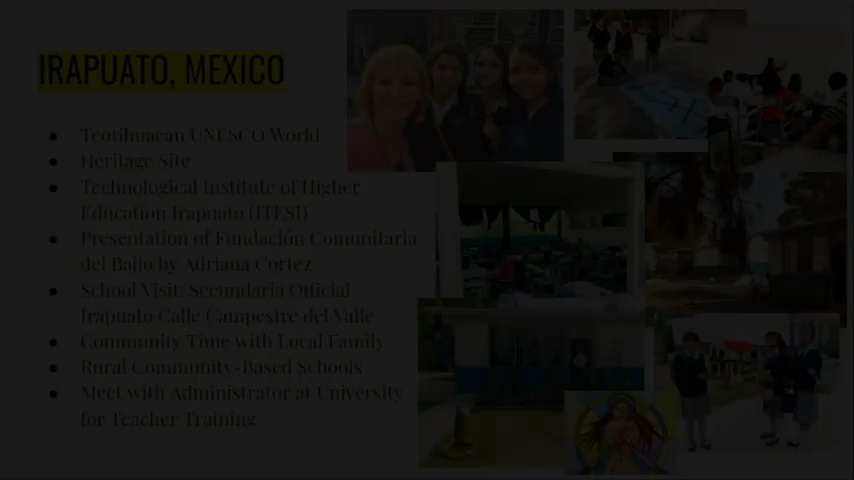 IRAPUATO, MEXICO
● Teotihuacan UNESCO World
● Heritage Site
● Technological Institute of Higher
Education Irapuato (ITESI)
● Presentation of Fundación Comunitaria
del Bajio by Adriana Cortez
● School Visit: Secundaria Official
Irapuato Calle Campestre del Valle
● Community Time with Local Family
● Rural Community-Based Schools
● Meet with Administrator at University
for Teacher Training